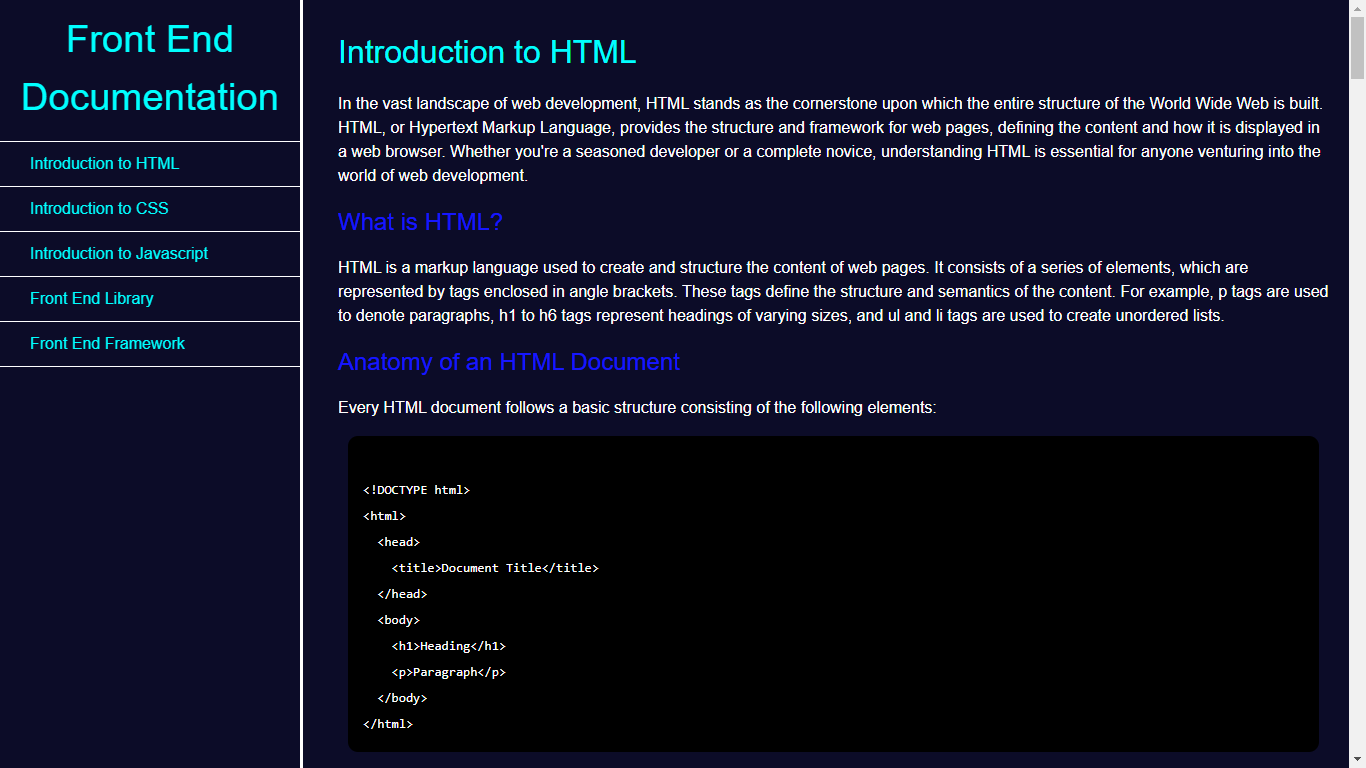 Front End
Documentation
Introduction to HTML
Introduction to CSS
Introduction to Javascript
Front End Library
Front End Framework
Introduction to HTML
In the vast landscape of web development, HTML stands as the cornerstone upon which the entire structure of the World Wide Web is built.
HTML, or Hypertext Markup Language, provides the structure and framework for web pages, defining the content and how it is displayed in
a web browser. Whether you're a seasoned developer or a complete novice, understanding HTML is essential for anyone venturing into the
world of web development.
What is HTML?
HTML is a markup language used to create and structure the content of web pages. It consists of a series of elements, which are
represented by tags enclosed in angle brackets. These tags define the structure and semantics of the content. For example, p tags are used
to denote paragraphs, h1 to h6 tags represent headings of varying sizes, and ul and li tags are used to create unordered lists.
Anatomy of an HTML Document
Every HTML document follows a basic structure consisting of the following elements:
<!DOCTYPE html>
<html>
  <head>
    <title>Document Title</title>
  </head>
  <body>
    <h1>Heading</h1>
    <p>Paragraph</p>
  </body>
</html>